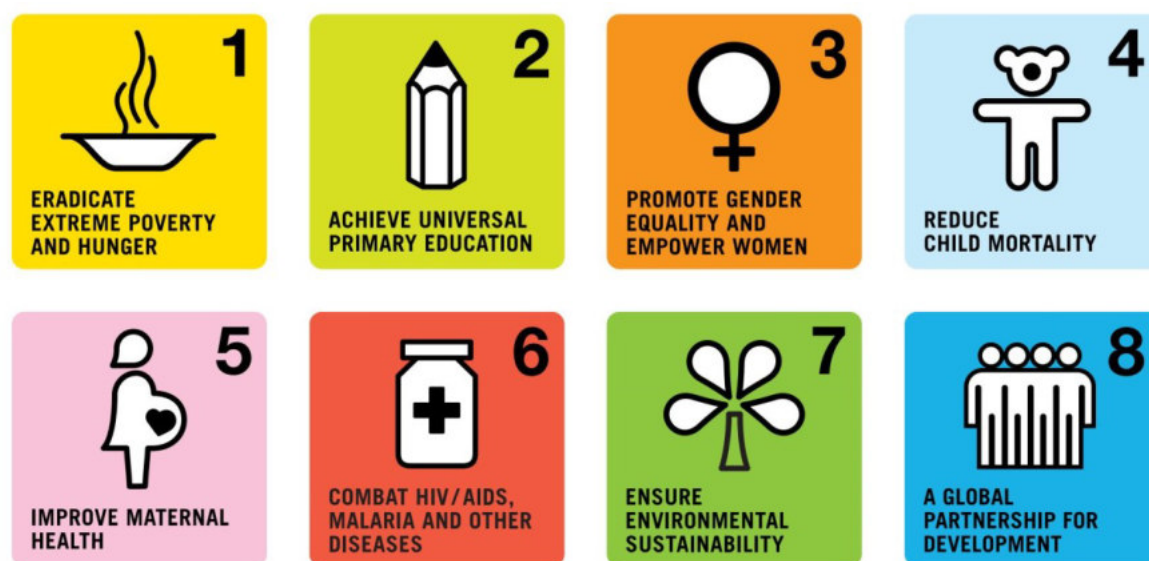 1
ERADICATE
EXTREME POVERTY
AND HUNGER
2
ACHIEVE UNIVERSAL
PRIMARY EDUCATION
3
PROMOTE GENDER
EQUALITY AND
EMPOWER WOMEN
4
REDUCE
CHILD MORTALITY
5
IMPROVE MATERNAL
HEALTH
6
COMBAT HIV/AIDS,
MALARIA AND OTHER
DISEASES
7
ENSURE
ENVIRONMENTAL
SUSTAINABILITY
8
A GLOBAL
PARTNERSHIP FOR
DEVELOPMENT